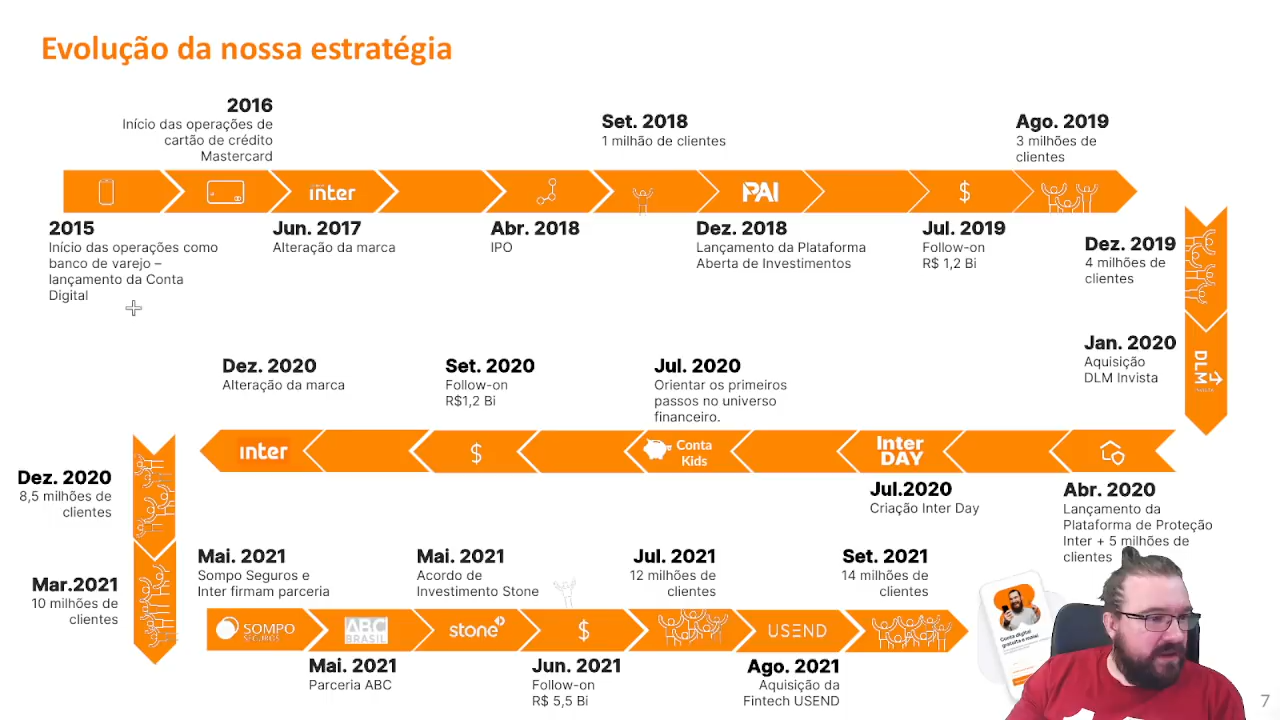 Evolução da nossa estratégia
2016
Início das operações de
cartão de crédito
Mastercard
Set. 2018
1 milhão de clientes
Ago. 2019
3 milhões de
clientes
inter
PAI
$
2015
Início das operações como
banco de varejo –
lançamento da Conta
Digital
Jun. 2017
Alteração da marca
Abr. 2018
IPO
Dez. 2018
Lançamento da Plataforma
Aberta de Investimentos
Jul. 2019
Follow-on
R$ 1,2 Bi
Dez. 2019
4 milhões de
clientes
Jan. 2020
Aquisição
DLM Invista
DLM
Dez. 2020
Alteração da marca
Set. 2020
Follow-on
R$1,2 Bi
Jul. 2020
Orientar os primeiros
passos no universo
financeiro.
inter
$
Conta
Kids
Inter
DAY
Jul.2020
Criação Inter Day
Abr. 2020
Lançamento da
Plataforma de Proteção
Inter + 5 milhões de
clientes
Dez. 2020
8,5 milhões de
clientes
Mar.2021
10 milhões de
clientes
Mai. 2021
Sompo Seguros e
Inter firmam parceria
Mai. 2021
Acordo de
Investimento Stone
Jul. 2021
12 milhões de
clientes
Set. 2021
14 milhões de
clientes
SOMPO
SEGUROS
ABC
BRASIL
stone
$
USEND
Mai. 2021
Parceria ABC
Jun. 2021
Follow-on
R$ 5,5 Bi
Ago. 2021
Aquisição da
Fintech USEND
Conta digital
7